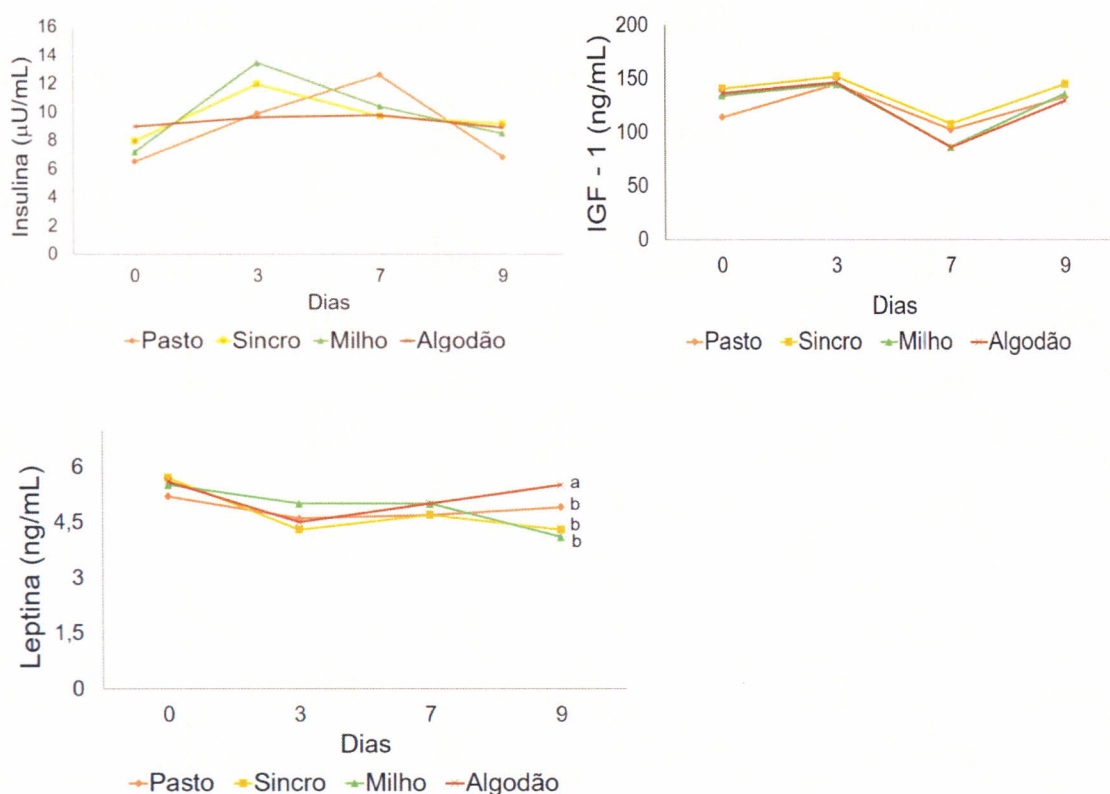 16
14
12
10
8
6
4
2
0
Insulina (μU/mL)
0 3 7 9
Dias
Pasto Sincro Milho Algodão
200
150
100
50
0
IGF - 1 (ng/mL)
0 3 7 9
Dias
Pasto Sincro Milho Algodão
6
4,5
3
1,5
0
Leptina (ng/mL)
a
b
b
b
0 3 7 9
Dias
Pasto Sincro Milho Algodão